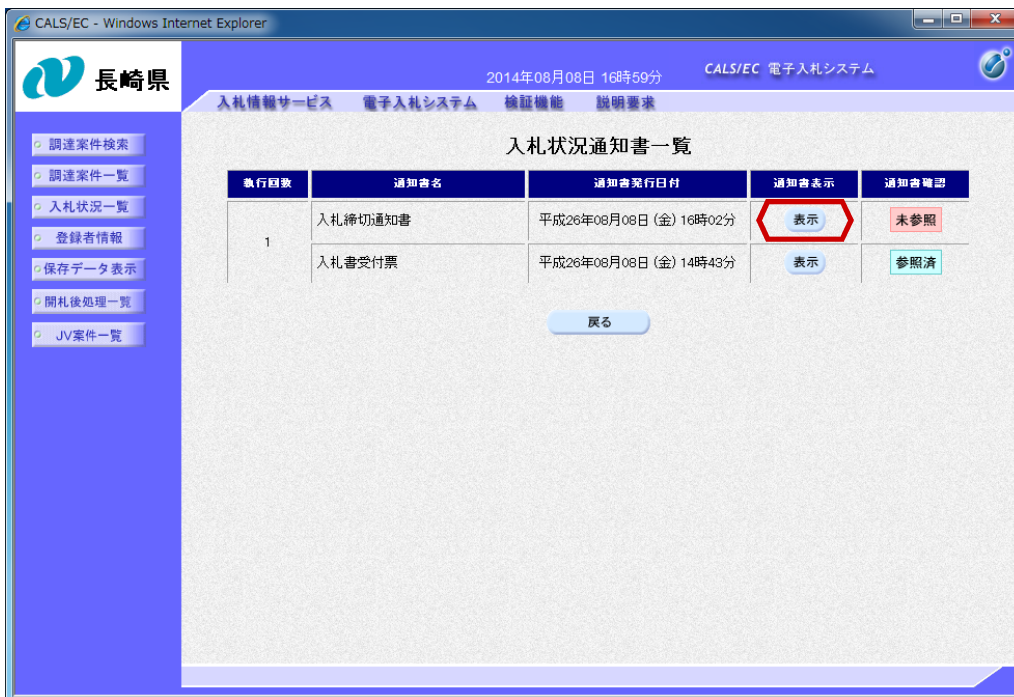 CALS/EC - Windows Internet Explorer
長崎県
2014年08月08日 16時59分
CALS/EC 電子入札システム
入札情報サービス 電子入札システム 検証機能 説明要求
調達案件検索
調達案件一覧
入札状況一覧
登録者情報
保存データ表示
開札後処理一覧
JV案件一覧
入札状況通知書一覧
執行回数 通知書名 通知書発行日付 通知書表示 通知書確認
1
入札締切通知書 平成26年08月08日(金)16時02分 表示 未参照
入札書受付票 平成26年08月08日(金)14時43分 表示 参照済
戻る